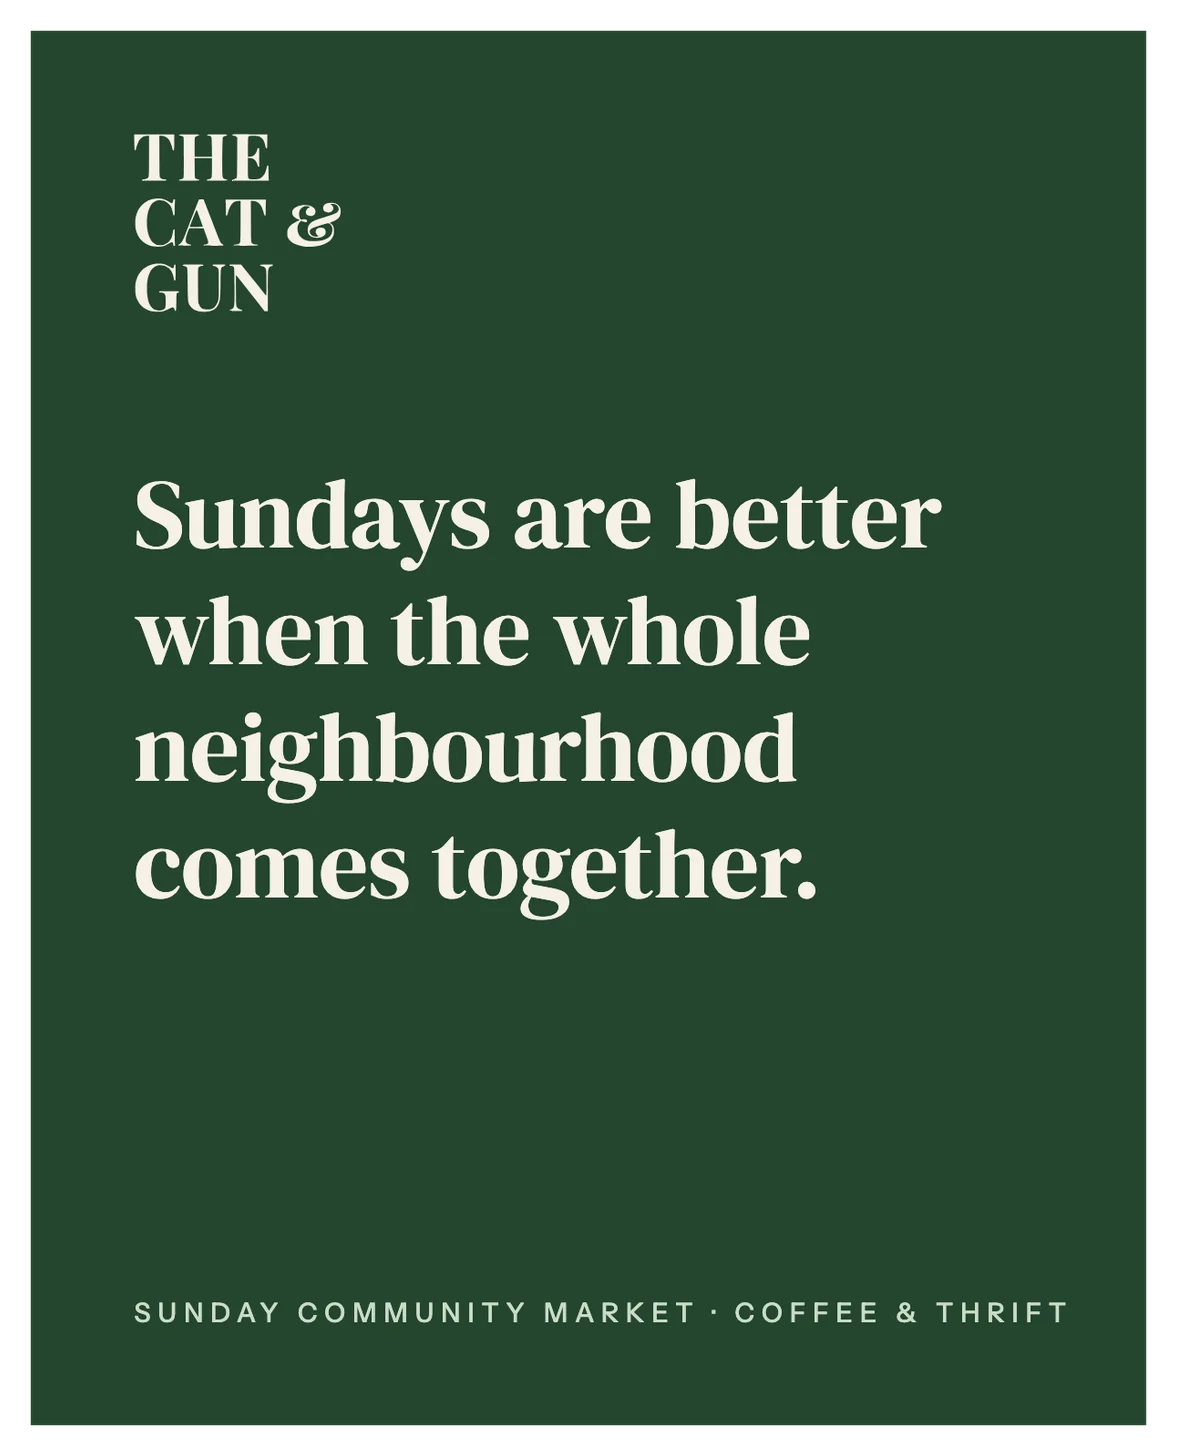 THE
CAT &
GUN
Sundays are better
when the whole
neighbourhood
comes together.
SUNDAY COMMUNITY MARKET · COFFEE & THRIFT